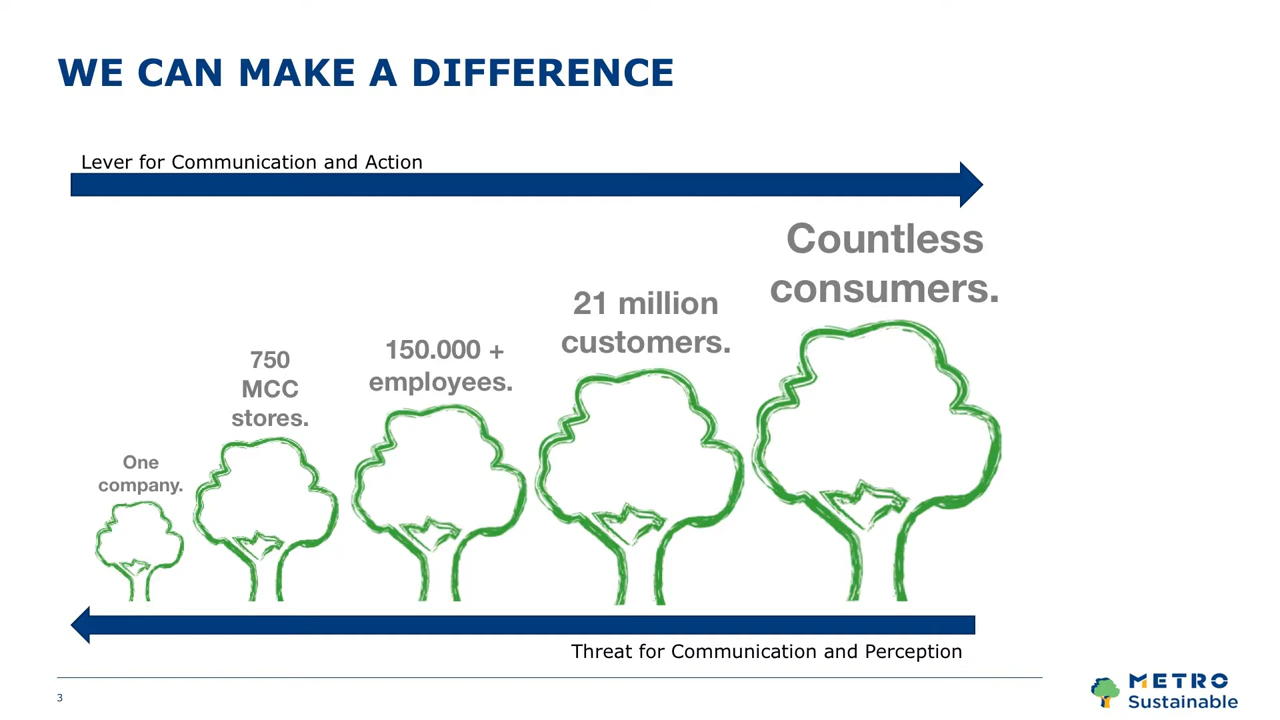 WE CAN MAKE A DIFFERENCE
Lever for Communication and Action
One
company.
750
MCC
stores.
150.000 +
employees.
21 million
customers.
Countless
consumers.
Threat for Communication and Perception
3
METRO
Sustainable